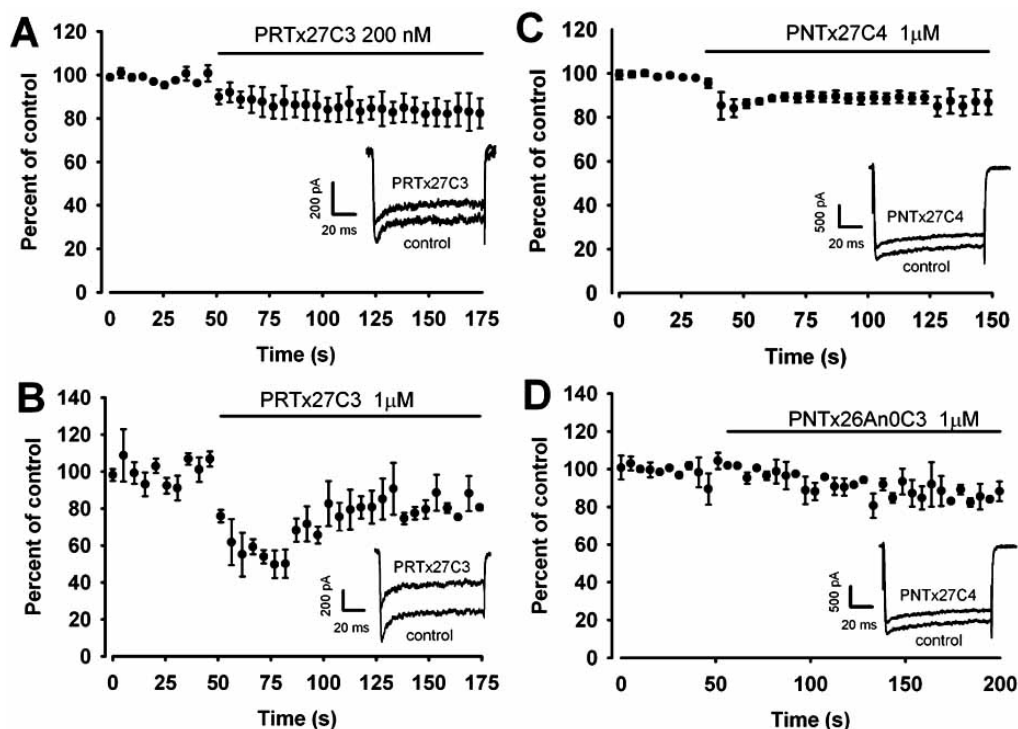 A
PRTx27C3 200 nM
Percent of control
120
100
80
60
40
20
0
PRTx27C3
control
200 pA
20 ms
0 25 50 75 100 125 150 175
Time (s)
B
PRTx27C3 1μM
Percent of control
140
120
100
80
60
40
20
0
PRTx27C3
control
200 pA
20 ms
0 25 50 75 100 125 150 175
Time (s)
C
PNTx27C4 1μM
Percent of control
120
100
80
60
40
20
0
PNTx27C4
control
500 pA
20 ms
0 50 100 150
Time (s)
D
PNTx26An0C3 1μM
Percent of control
140
120
100
80
60
40
20
0
PNTx27C4
control
500 pA
20 ms
0 50 100 150 200
Time (s)